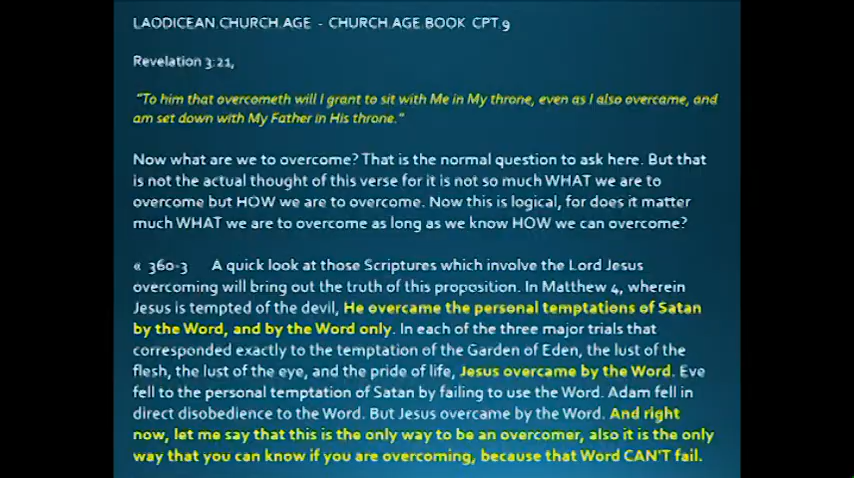 LAODICEAN.CHURCH.AGE - CHURCH.AGE.BOOK CPT.9
Revelation 3:21,
"To him that overcometh will I grant to sit with Me in My throne, even as I also overcame, and
am set down with My Father in His throne."
Now what are we to overcome? That is the normal question to ask here. But that
is not the actual thought of this verse for it is not so much WHAT we are to
overcome but HOW we are to overcome. Now this is logical, for does it matter
much WHAT we are to overcome as long as we know HOW we can overcome?
« 360-3 A quick look at those Scriptures which involve the Lord Jesus
overcoming will bring out the truth of this proposition. In Matthew 4, wherein
Jesus is tempted of the devil, He overcame the personal temptations of Satan
by the Word, and by the Word only. In each of the three major trials that
corresponded exactly to the temptation of the Garden of Eden, the lust of the
flesh, the lust of the eye, and the pride of life, Jesus overcame by the Word. Eve
fell to the personal temptation of Satan by failing to use the Word. Adam fell in
direct disobedience to the Word. But Jesus overcame by the Word. And right
now, let me say that this is the only way to be an overcomer, also it is the only
way that you can know if you are overcoming, because that Word CAN'T fail.